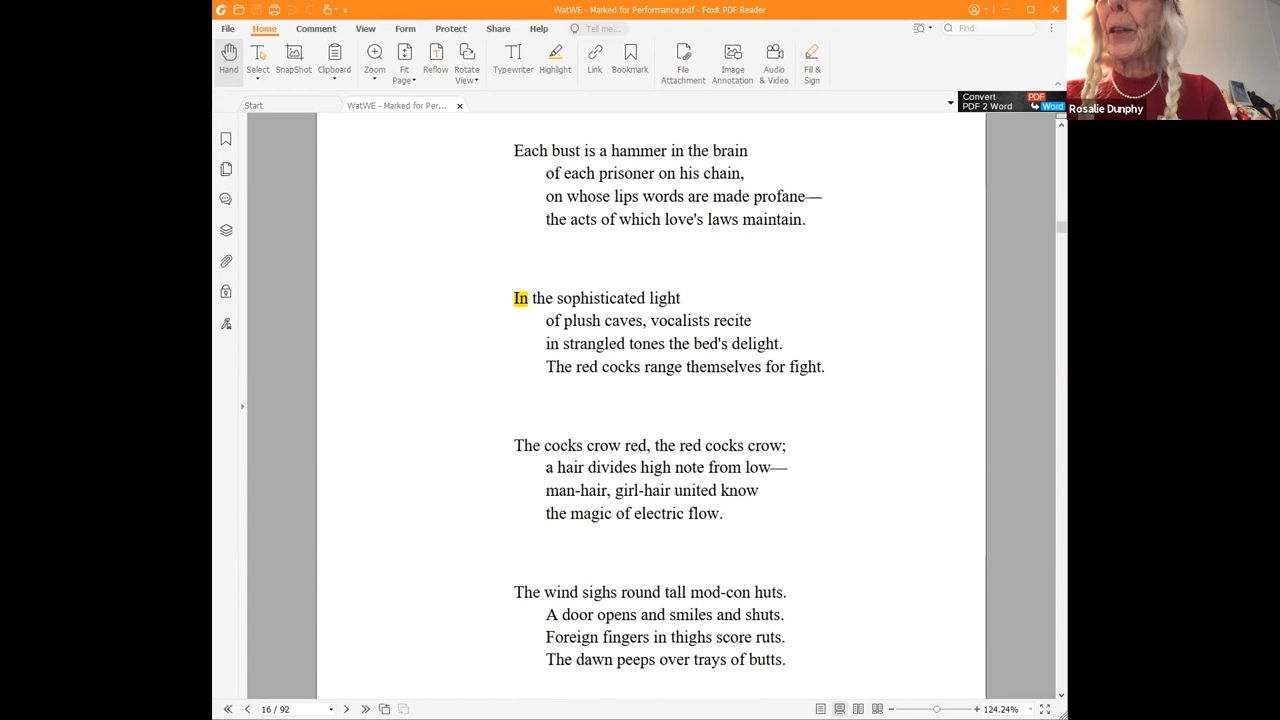 WatWE - Marked for Performance.pdf - Foxit PDF Reader
File Home Comment View Form Protect Share Help Tell me... Find
Hand Select SnapShot Clipboard Zoom Fit Page Reflow Rotate View Typewriter Highlight Link Bookmark File Attachment Image Annotation Audio & Video Fill & Sign
Start WatWE - Marked for Per...
Convert PDF
PDF 2 Word Word
Rosalie Dunphy
Each bust is a hammer in the brain
of each prisoner on his chain,
on whose lips words are made profane—
the acts of which love's laws maintain.
In the sophisticated light
of plush caves, vocalists recite
in strangled tones the bed's delight.
The red cocks range themselves for fight.
The cocks crow red, the red cocks crow;
a hair divides high note from low—
man-hair, girl-hair united know
the magic of electric flow.
The wind sighs round tall mod-con huts.
A door opens and smiles and shuts.
Foreign fingers in thighs score ruts.
The dawn peeps over trays of butts.
16 / 92
124.24%